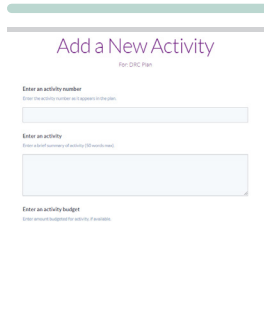 Add a New Activity
For: DRC Plan
Enter an activity number
Enter the activity number as it appears in the plan.
Enter an activity
Enter a brief summary of activity (50 words max)
Enter an activity budget
Enter amount budgeted for activity, if available.